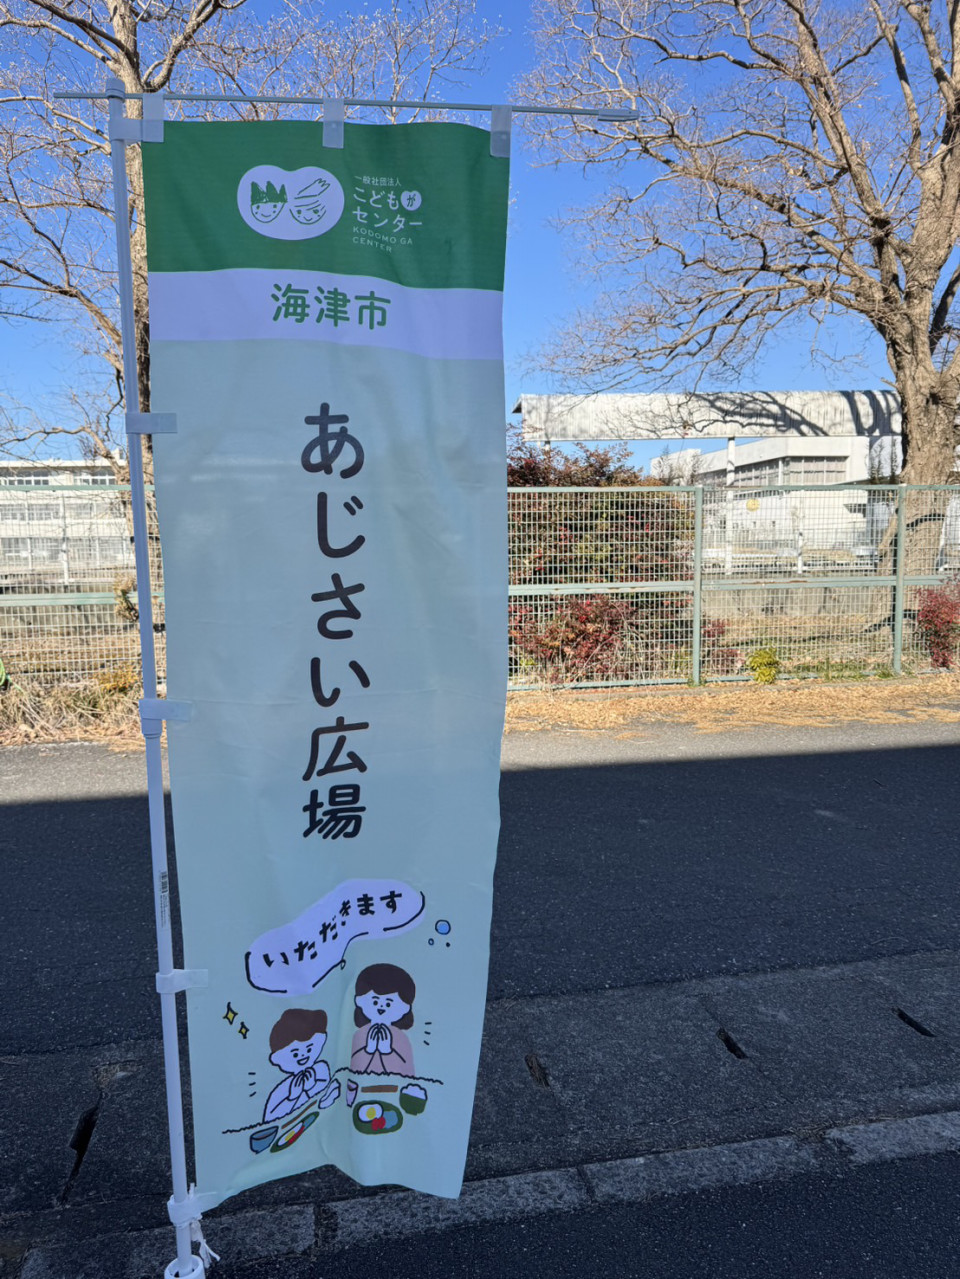 一般社団法人
こどもが
センター
KODOMO GA
CENTER
海津市
あじさい広場
いただきます